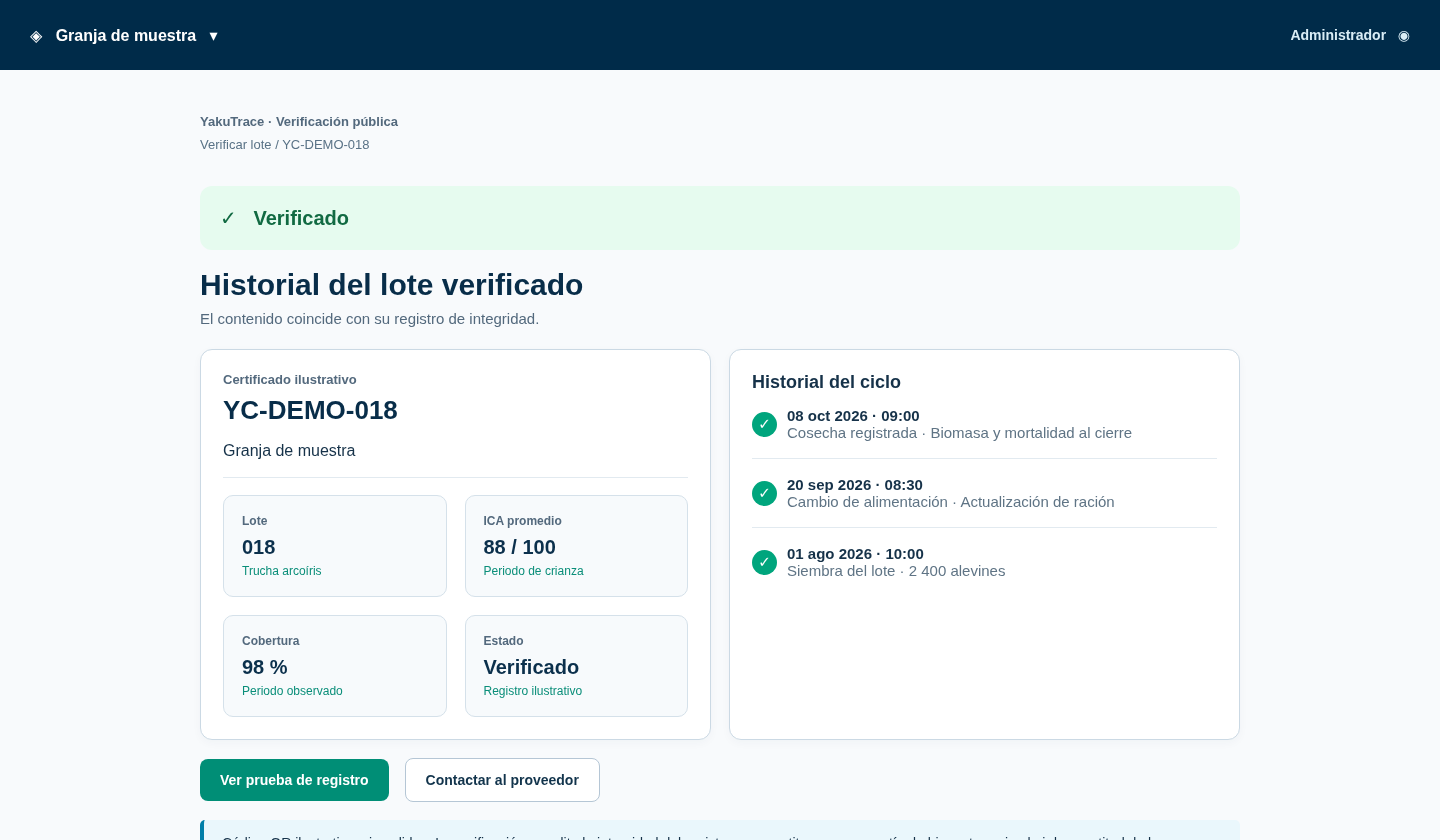 ◈ Granja de muestra ▼
Administrador ◉
YakuTrace · Verificación pública
Verificar lote / YC-DEMO-018
✓ Verificado
Historial del lote verificado
El contenido coincide con su registro de integridad.
Certificado ilustrativo
YC-DEMO-018
Granja de muestra
Lote
018
Trucha arcoíris
ICA promedio
88 / 100
Periodo de crianza
Cobertura
98 %
Periodo observado
Estado
Verificado
Registro ilustrativo
Historial del ciclo
✓ 08 oct 2026 · 09:00
Cosecha registrada · Biomasa y mortalidad al cierre
✓ 20 sep 2026 · 08:30
Cambio de alimentación · Actualización de ración
✓ 01 ago 2026 · 10:00
Siembra del lote · 2 400 alevines
Ver prueba de registro
Contactar al proveedor